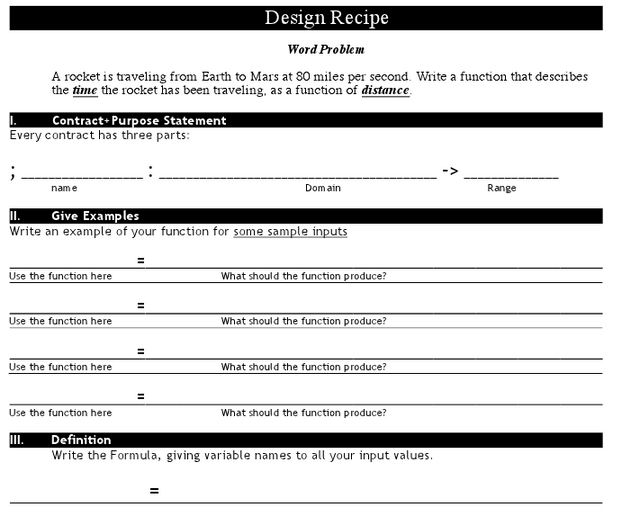 Design Recipe
Word Problem
A rocket is traveling from Earth to Mars at 80 miles per second. Write a function that describes
the time the rocket has been traveling, as a function of distance.
I. Contract+Purpose Statement
Every contract has three parts:
; _________________ : _______________________________________ -> _____________
name Domain Range
II. Give Examples
Write an example of your function for some sample inputs
=
Use the function here What should the function produce?
=
Use the function here What should the function produce?
=
Use the function here What should the function produce?
=
Use the function here What should the function produce?
III. Definition
Write the Formula, giving variable names to all your input values.
=